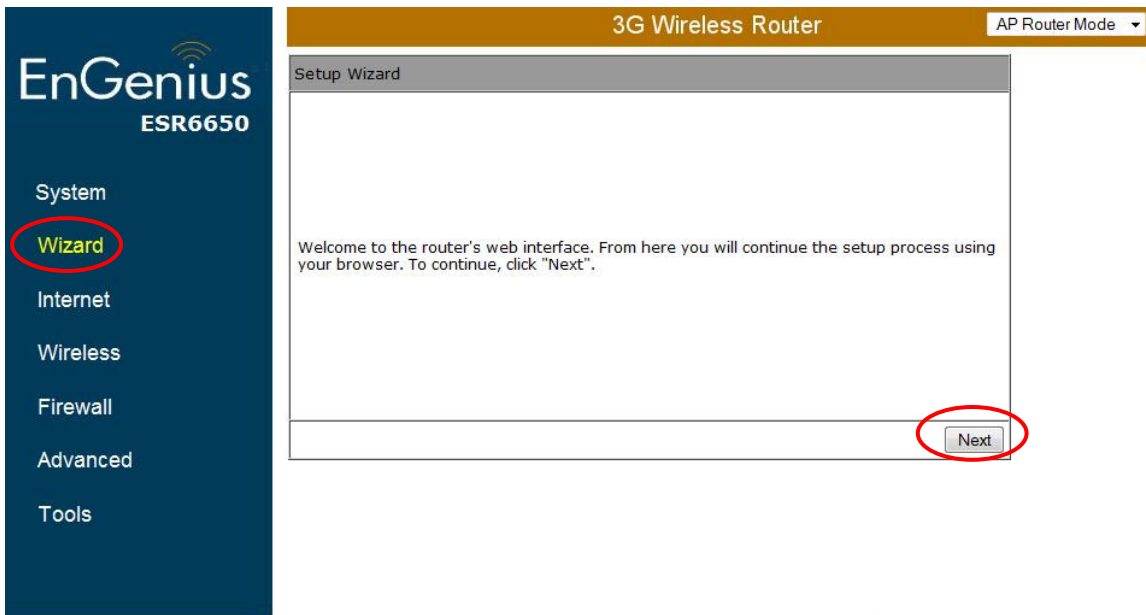 3G Wireless Router
AP Router Mode
EnGenius
ESR6650
System
Wizard
Internet
Wireless
Firewall
Advanced
Tools
Setup Wizard
Welcome to the router's web interface. From here you will continue the setup process using
your browser. To continue, click "Next".
Next